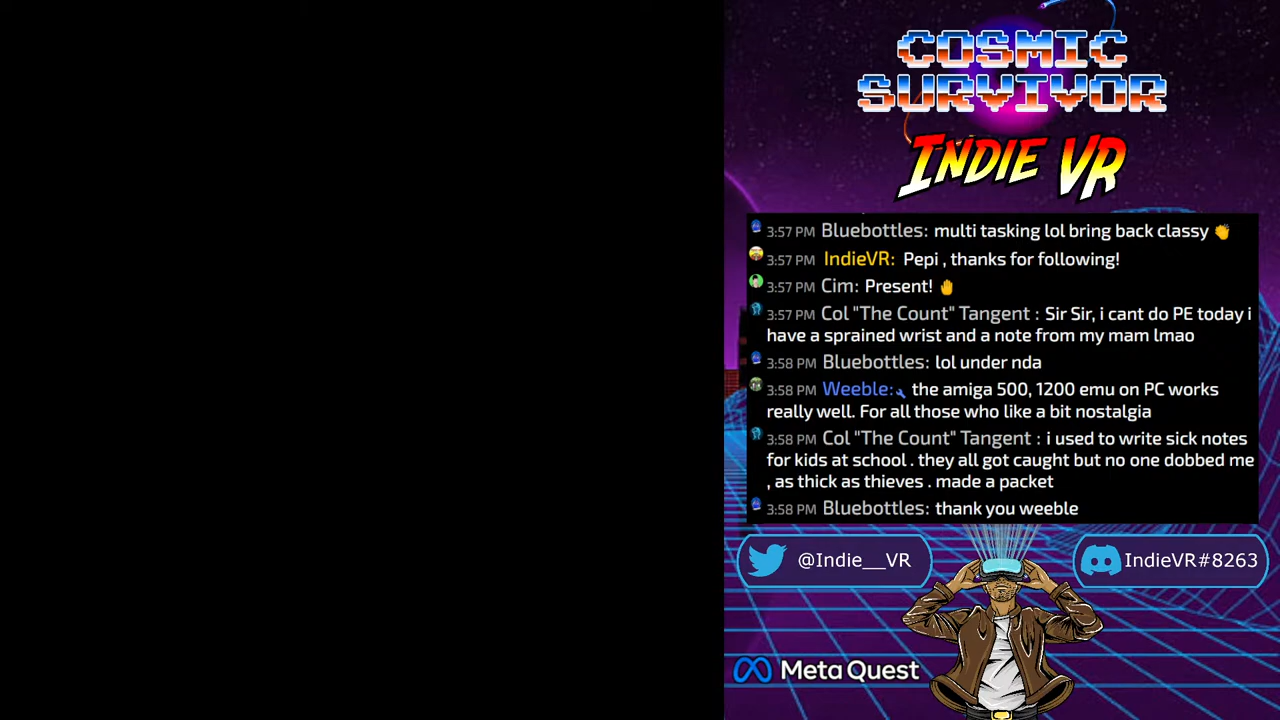 COSMIC
SURVIVOR
INDIE VR
3:57 PM Bluebottles: multi tasking lol bring back classy 👏
3:57 PM IndieVR: Pepi , thanks for following!
3:57 PM Cim: Present! 🤚
3:57 PM Col "The Count" Tangent : Sir Sir, i cant do PE today i
have a sprained wrist and a note from my mam lmao
3:58 PM Bluebottles: lol under nda
3:58 PM Weeble: the amiga 500, 1200 emu on PC works
really well. For all those who like a bit nostalgia
3:58 PM Col "The Count" Tangent : i used to write sick notes
for kids at school . they all got caught but no one dobbed me
, as thick as thieves . made a packet
3:58 PM Bluebottles: thank you weeble
@Indie__VR
IndieVR#8263
Meta Quest